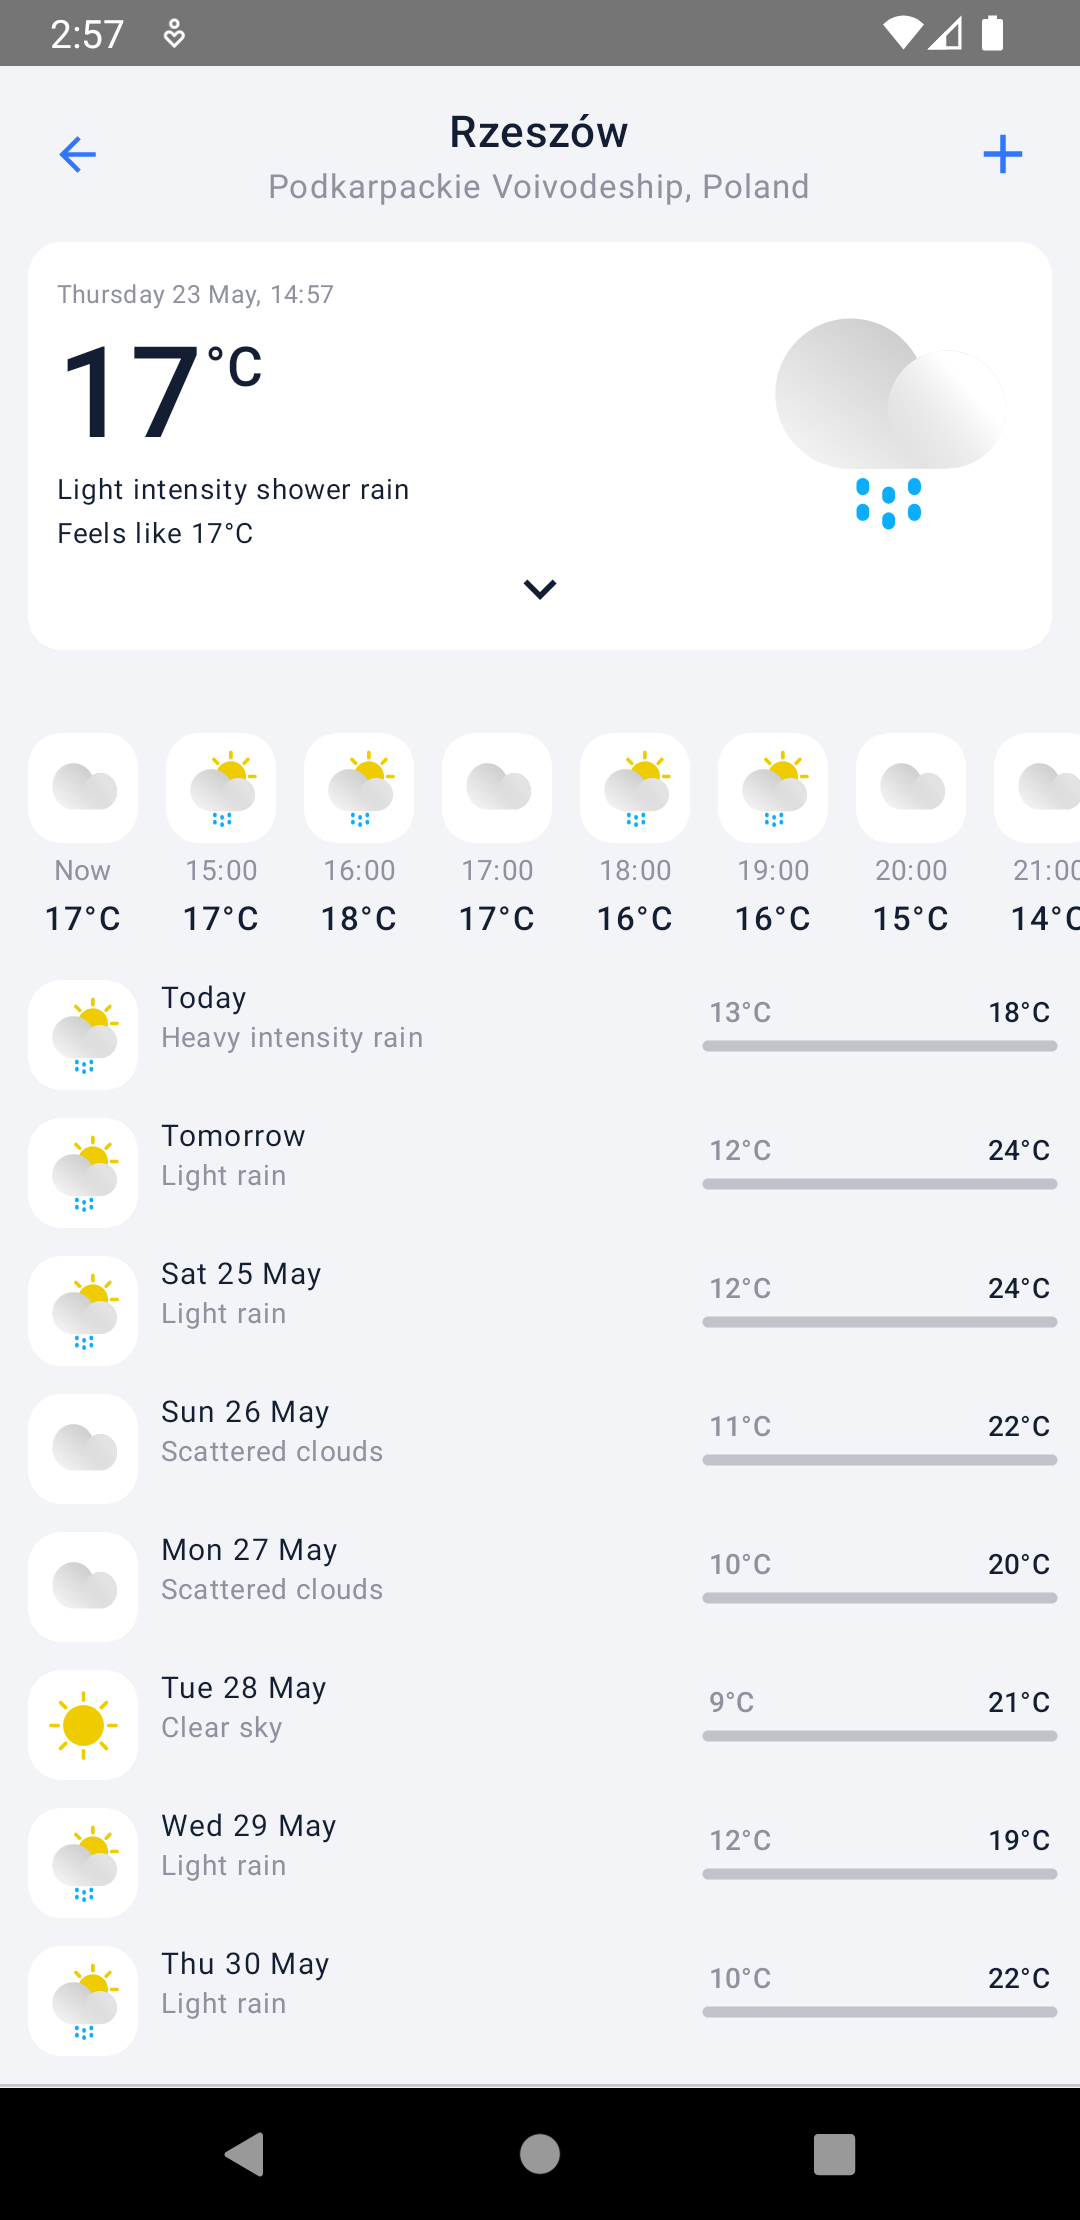 2:57
Rzeszów
Podkarpackie Voivodeship, Poland
Thursday 23 May, 14:57
17°C
Light intensity shower rain
Feels like 17°C
Now 15:00 16:00 17:00 18:00 19:00 20:00 21:00
17°C 17°C 18°C 17°C 16°C 16°C 15°C 14°C
Today 13°C 18°C
Heavy intensity rain
Tomorrow 12°C 24°C
Light rain
Sat 25 May 12°C 24°C
Light rain
Sun 26 May 11°C 22°C
Scattered clouds
Mon 27 May 10°C 20°C
Scattered clouds
Tue 28 May 9°C 21°C
Clear sky
Wed 29 May 12°C 19°C
Light rain
Thu 30 May 10°C 22°C
Light rain